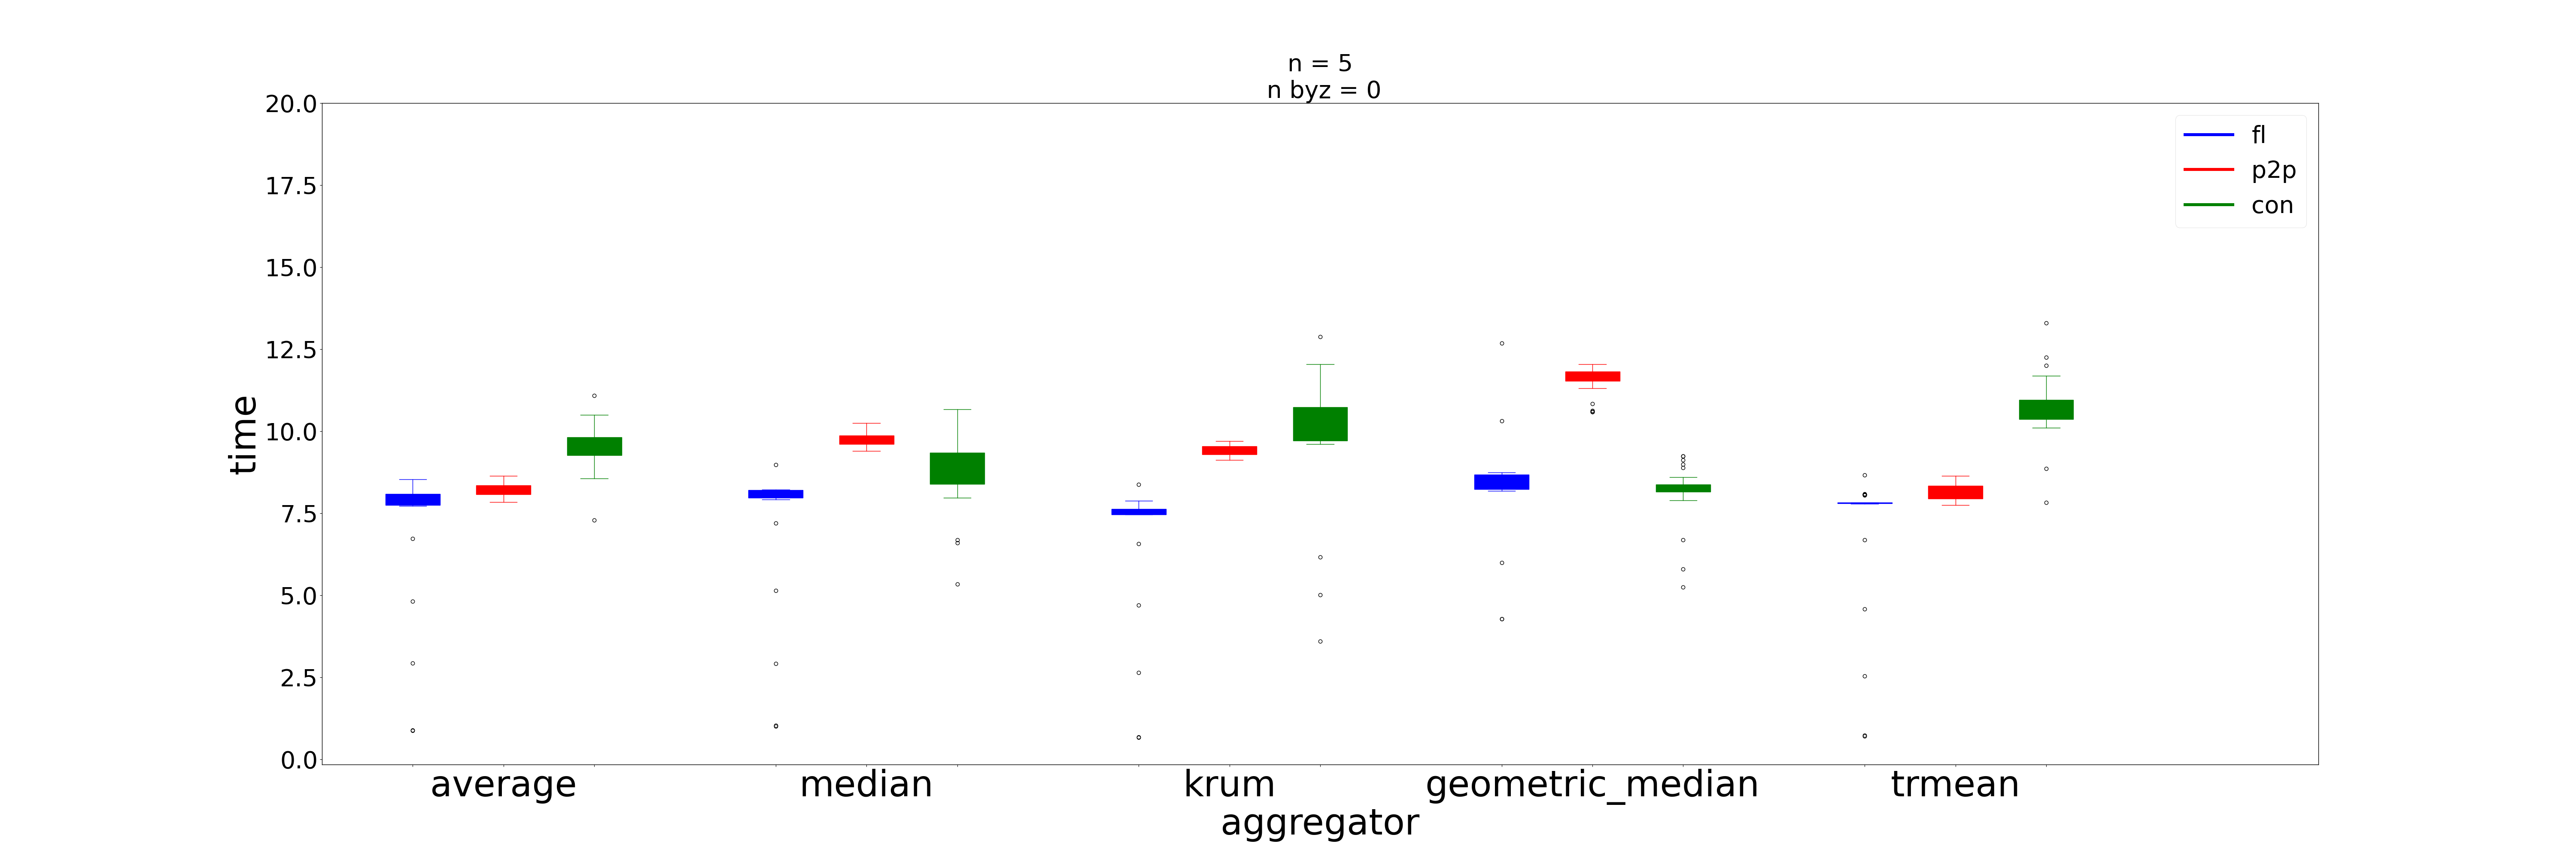 n = 5
n byz = 0
20.0
17.5
15.0
12.5
10.0
7.5
5.0
2.5
0.0
time
fl
p2p
con
average median krum geometric_median trmean
aggregator